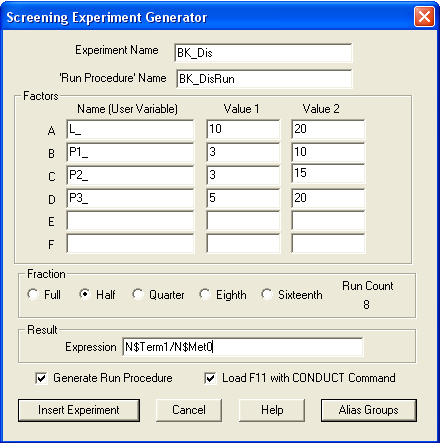 Screening Experiment Generator
Experiment Name BK_Dis
'Run Procedure' Name BK_DisRun
Factors
Name (User Variable) Value 1 Value 2
A L_ 10 20
B P1_ 3 10
C P2_ 3 15
D P3_ 5 20
E
F
Fraction
Full Half Quarter Eighth Sixteenth Run Count
8
Result
Expression N$Term1/N$Met0
Generate Run Procedure Load F11 with CONDUCT Command
Insert Experiment Cancel Help Alias Groups